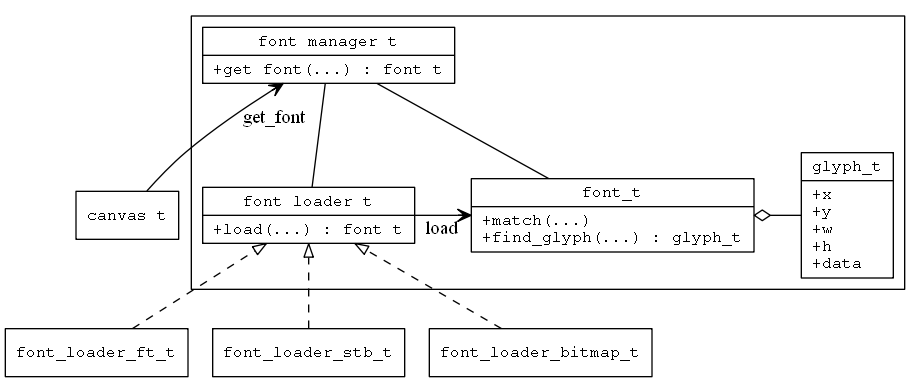 font manager t
+get font(...) : font t
get_font
canvas t
font loader t
+load(...) : font t
load
font_t
+match(...)
+find_glyph(...) : glyph_t
glyph_t
+x
+y
+w
+h
+data
font_loader_ft_t
font_loader_stb_t
font_loader_bitmap_t